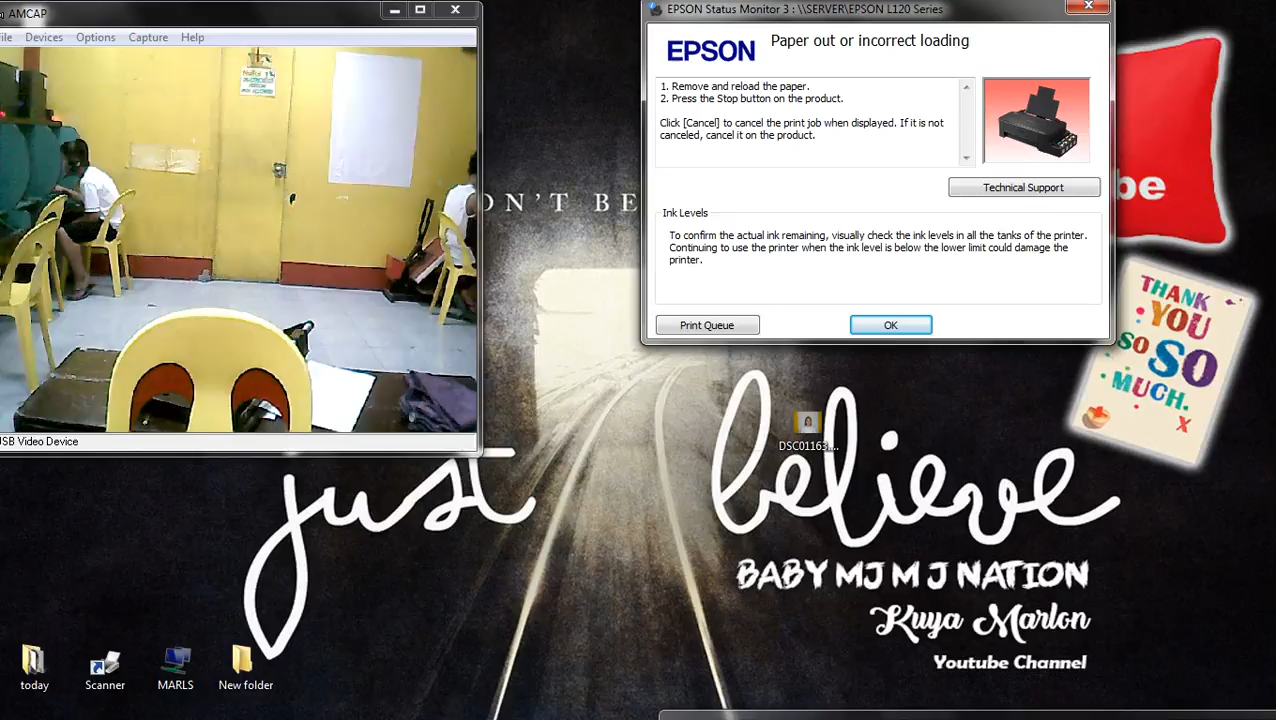 AMCAP
Devices Options Capture Help
USB Video Device
EPSON Status Monitor 3 : \\SERVER\EPSON L120 Series
EPSON
Paper out or incorrect loading
1. Remove and reload the paper.
2. Press the Stop button on the product.
Click [Cancel] to cancel the print job when displayed. If it is not
canceled, cancel it on the product.
Technical Support
Ink Levels
To confirm the actual ink remaining, visually check the ink levels in all the tanks of the printer.
Continuing to use the printer when the ink level is below the lower limit could damage the
printer.
Print Queue
OK
ON'T BE
be
THANK
YOU
SO SO
MUCH.
X
DSC01163....
just believe
BABY MJ M J NATION
Kuya Marlon
Youtube Channel
today
Scanner
MARLS
New folder